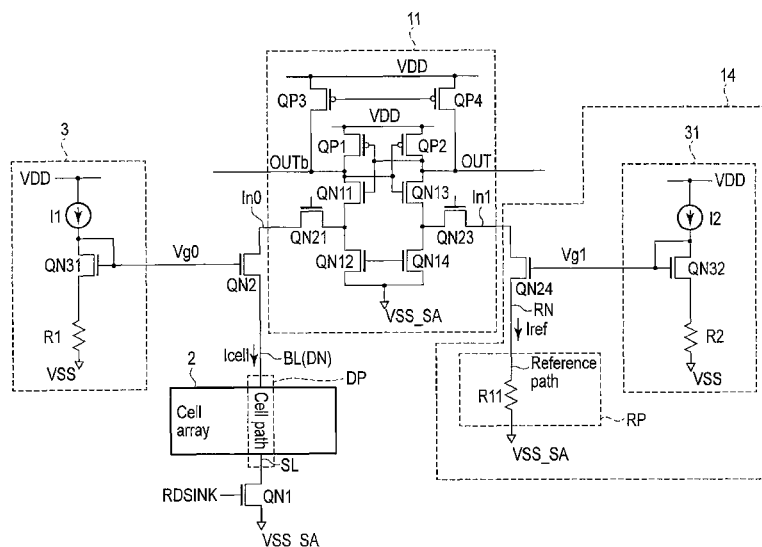 11
VDD
QP3
QP4
14
VDD
3
QP1
QP2
31
OUTb
OUT
VDD
VDD
I1
In0
QN11
QN13
In1
I2
QN21
QN23
QN31
Vg0
QN2
QN12
QN14
QN24
Vg1
QN32
VSS_SA
RN
R1
Iref
R2
VSS
Icell
BL(DN)
Reference
path
VSS
2
DP
R11
Cell
array
Cell path
RP
SL
VSS_SA
RDSINK
QN1
VSS_SA